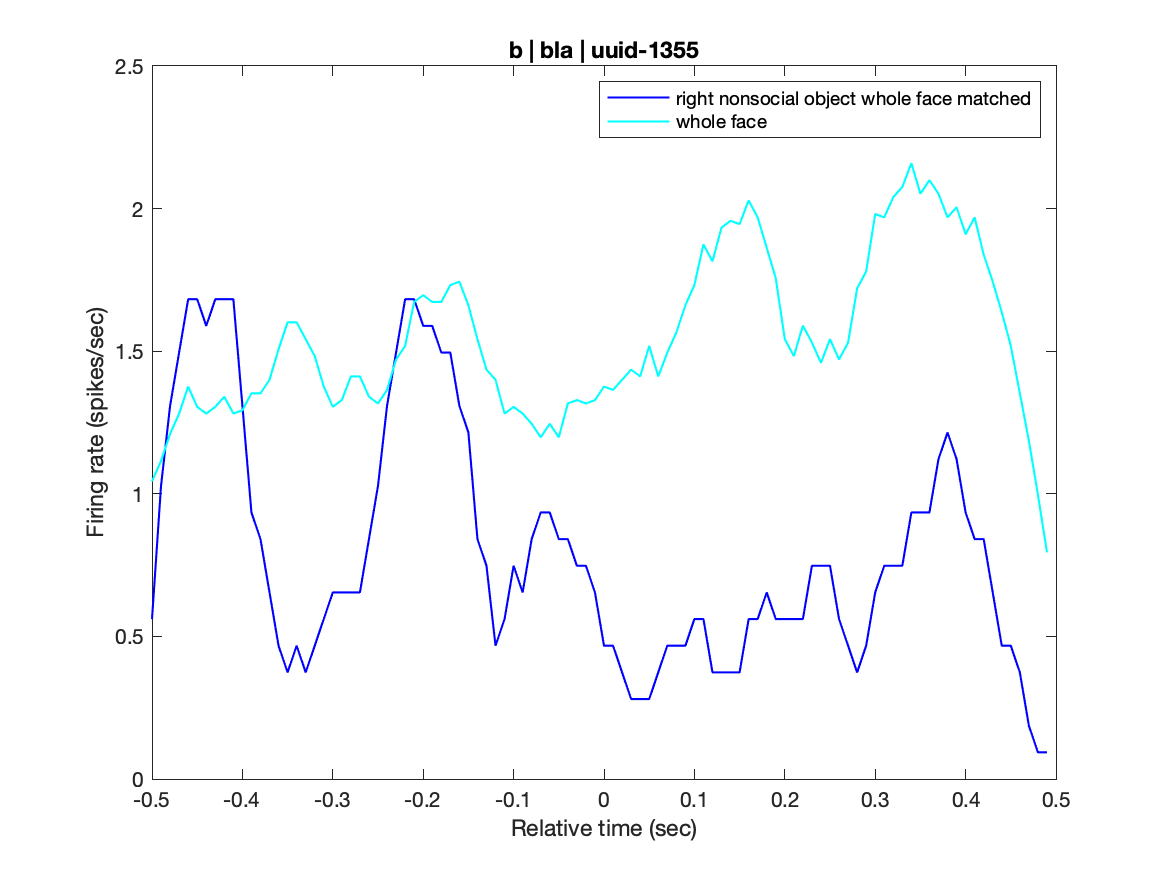 b | bla | uuid-1355
right nonsocial object whole face matched
whole face
Firing rate (spikes/sec)
2.5
2
1.5
1
0.5
0
-0.5 -0.4 -0.3 -0.2 -0.1 0 0.1 0.2 0.3 0.4 0.5
Relative time (sec)